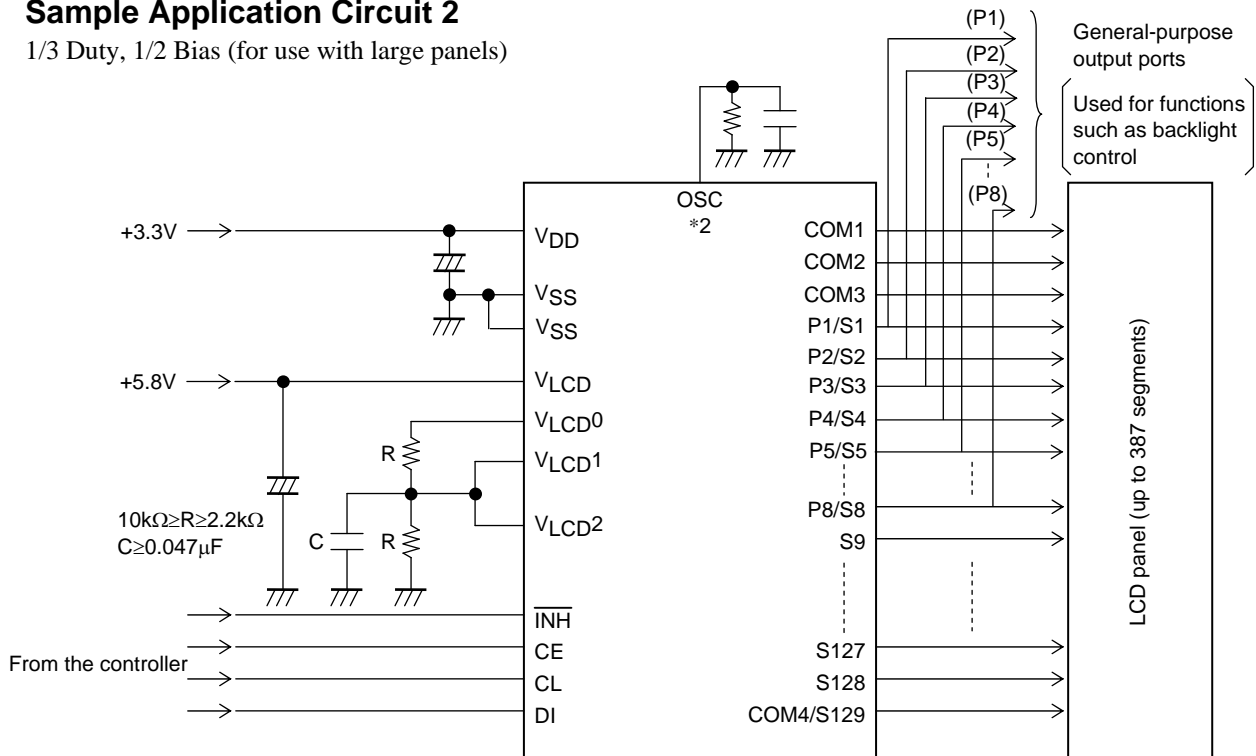 Sample Application Circuit 2
1/3 Duty, 1/2 Bias (for use with large panels)
(P1)
(P2)
(P3)
(P4)
(P5)
(P8)
General-purpose
output ports
Used for functions
such as backlight
control
OSC
*2
+3.3V
VDD
VSS
VSS
+5.8V
VLCD
VLCD0
VLCD1
VLCD2
R
C
R
10kΩ≥R≥2.2kΩ
C≥0.047μF
From the controller
INH
CE
CL
DI
COM1
COM2
COM3
P1/S1
P2/S2
P3/S3
P4/S4
P5/S5
P8/S8
S9
S127
S128
COM4/S129
LCD panel (up to 387 segments)